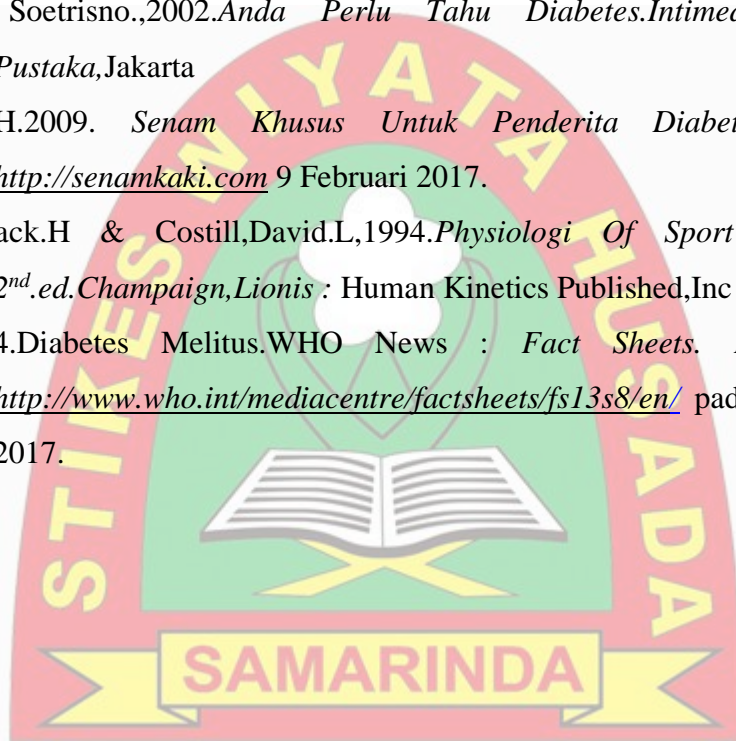 Soetrisno.,2002.Anda Perlu Tahu Diabetes.Intimed
Pustaka,Jakarta
H.2009. Senam Khusus Untuk Penderita Diabet
http://senamkaki.com 9 Februari 2017.
ack.H & Costill,David.L,1994.Physiologi Of Sport
2nd.ed.Champaign,Lionis : Human Kinetics Published,Inc
4.Diabetes Melitus.WHO News : Fact Sheets.
http://www.who.int/mediacentre/factsheets/fs13s8/en/ pad
2017.
STIKES WIYATA HUSADA
SAMARINDA